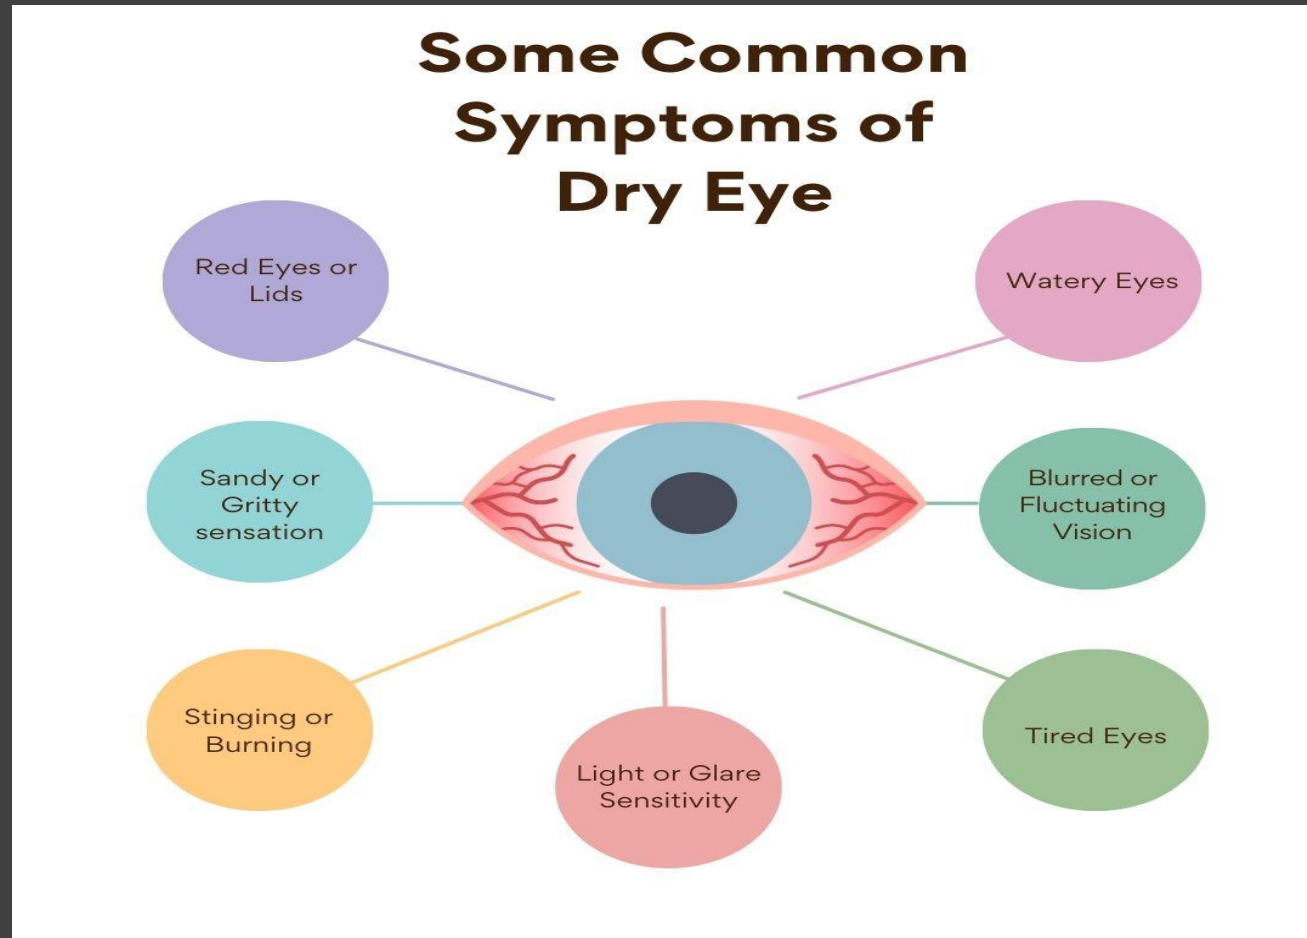 Some Common
Symptoms of
Dry Eye
Red Eyes or
Lids
Watery Eyes
Sandy or
Gritty
sensation
Blurred or
Fluctuating
Vision
Stinging or
Burning
Light or Glare
Sensitivity
Tired Eyes